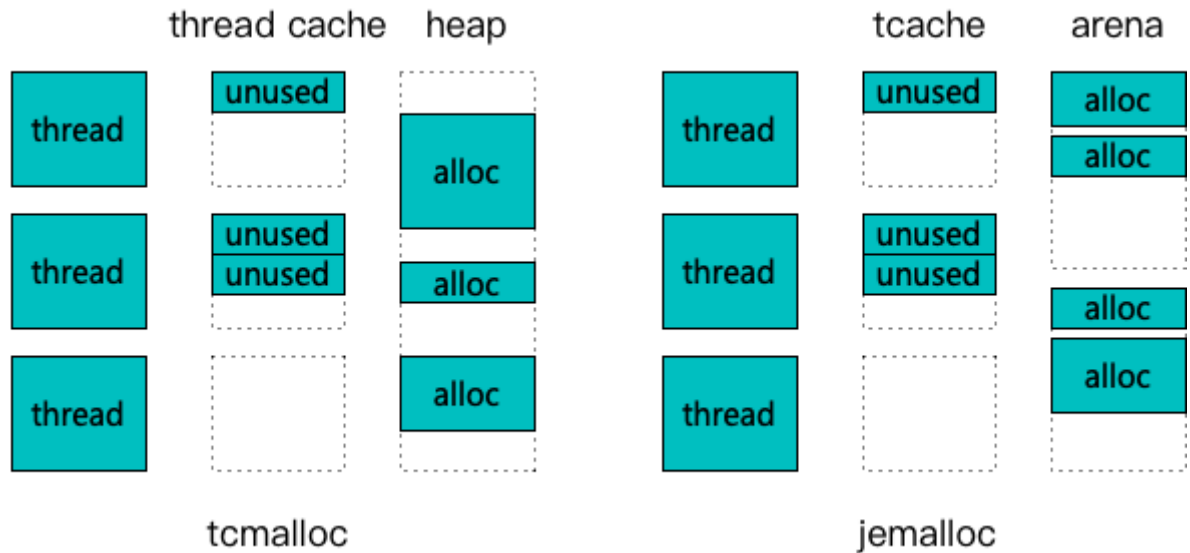 thread cache heap
unused
thread
alloc
unused
thread
unused
alloc
thread
alloc
tcmalloc
tcache arena
unused
alloc
thread
alloc
unused
thread
unused
alloc
alloc
thread
jemalloc